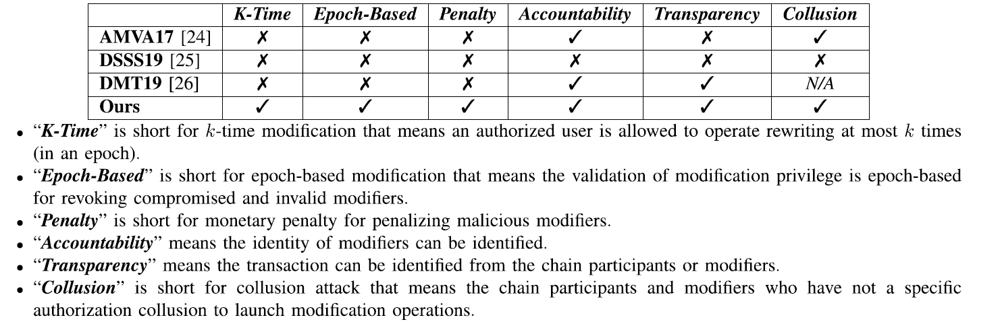 K-Time Epoch-Based Penalty Accountability Transparency Collusion
AMVA17 [24] ✗ ✗ ✗ ✓ ✗ ✓
DSSS19 [25] ✗ ✗ ✗ ✗ ✗ ✗
DMT19 [26] ✗ ✗ ✗ ✓ ✓ N/A
Ours ✓ ✓ ✓ ✓ ✓ ✓
• “K-Time” is short for k-time modification that means an authorized user is allowed to operate rewriting at most k times
(in an epoch).
• “Epoch-Based” is short for epoch-based modification that means the validation of modification privilege is epoch-based
for revoking compromised and invalid modifiers.
• “Penalty” is short for monetary penalty for penalizing malicious modifiers.
• “Accountability” means the identity of modifiers can be identified.
• “Transparency” means the transaction can be identified from the chain participants or modifiers.
• “Collusion” is short for collusion attack that means the chain participants and modifiers who have not a specific
authorization collusion to launch modification operations.